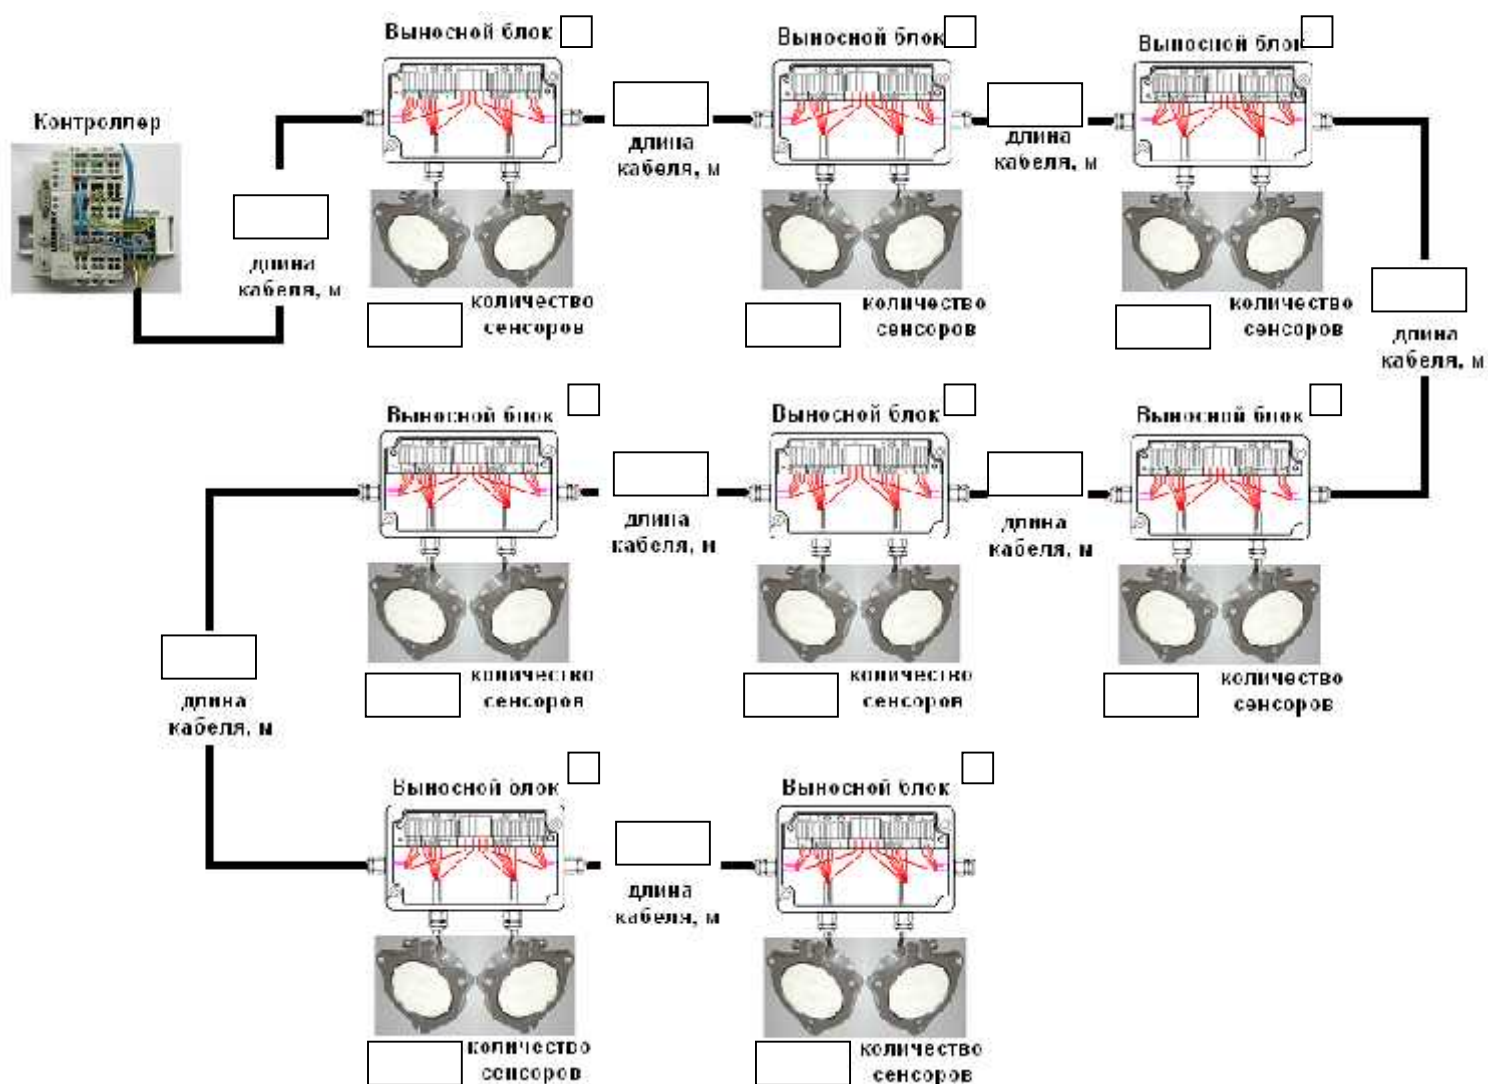 Выносной блок
Выносной блок
Выносной блок
Контроллер
длина
кабеля, м
длина
кабеля, м
длина
кабеля, м
количество
сенсоров
количество
сенсоров
количество
сенсоров
длина
кабеля, м
Выносной блок
Выносной блок
Выносной блок
длина
кабеля, м
длина
кабеля, м
количество
сенсоров
количество
сенсоров
количество
сенсоров
длина
кабеля, м
Выносной блок
Выносной блок
длина
кабеля, м
количество
сенсоров
количество
сенсоров